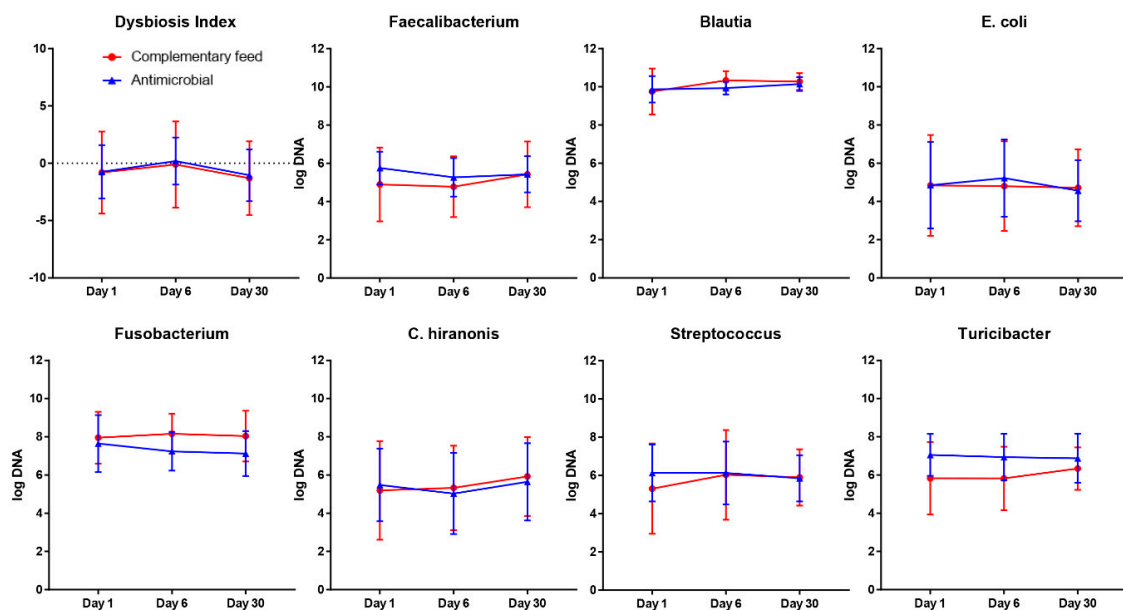 Dysbiosis Index
10
5
0
-5
-10
Complementary feed
Antimicrobial
Day 1 Day 6 Day 30
Faecalibacterium
log DNA
12
10
8
6
4
2
0
Day 1 Day 6 Day 30
Blautia
log DNA
12
10
8
6
4
2
0
Day 1 Day 6 Day 30
E. coli
log DNA
12
10
8
6
4
2
0
Day 1 Day 6 Day 30
Fusobacterium
log DNA
12
10
8
6
4
2
0
Day 1 Day 6 Day 30
C. hiranonis
log DNA
12
10
8
6
4
2
0
Day 1 Day 6 Day 30
Streptococcus
log DNA
12
10
8
6
4
2
0
Day 1 Day 6 Day 30
Turicibacter
log DNA
12
10
8
6
4
2
0
Day 1 Day 6 Day 30